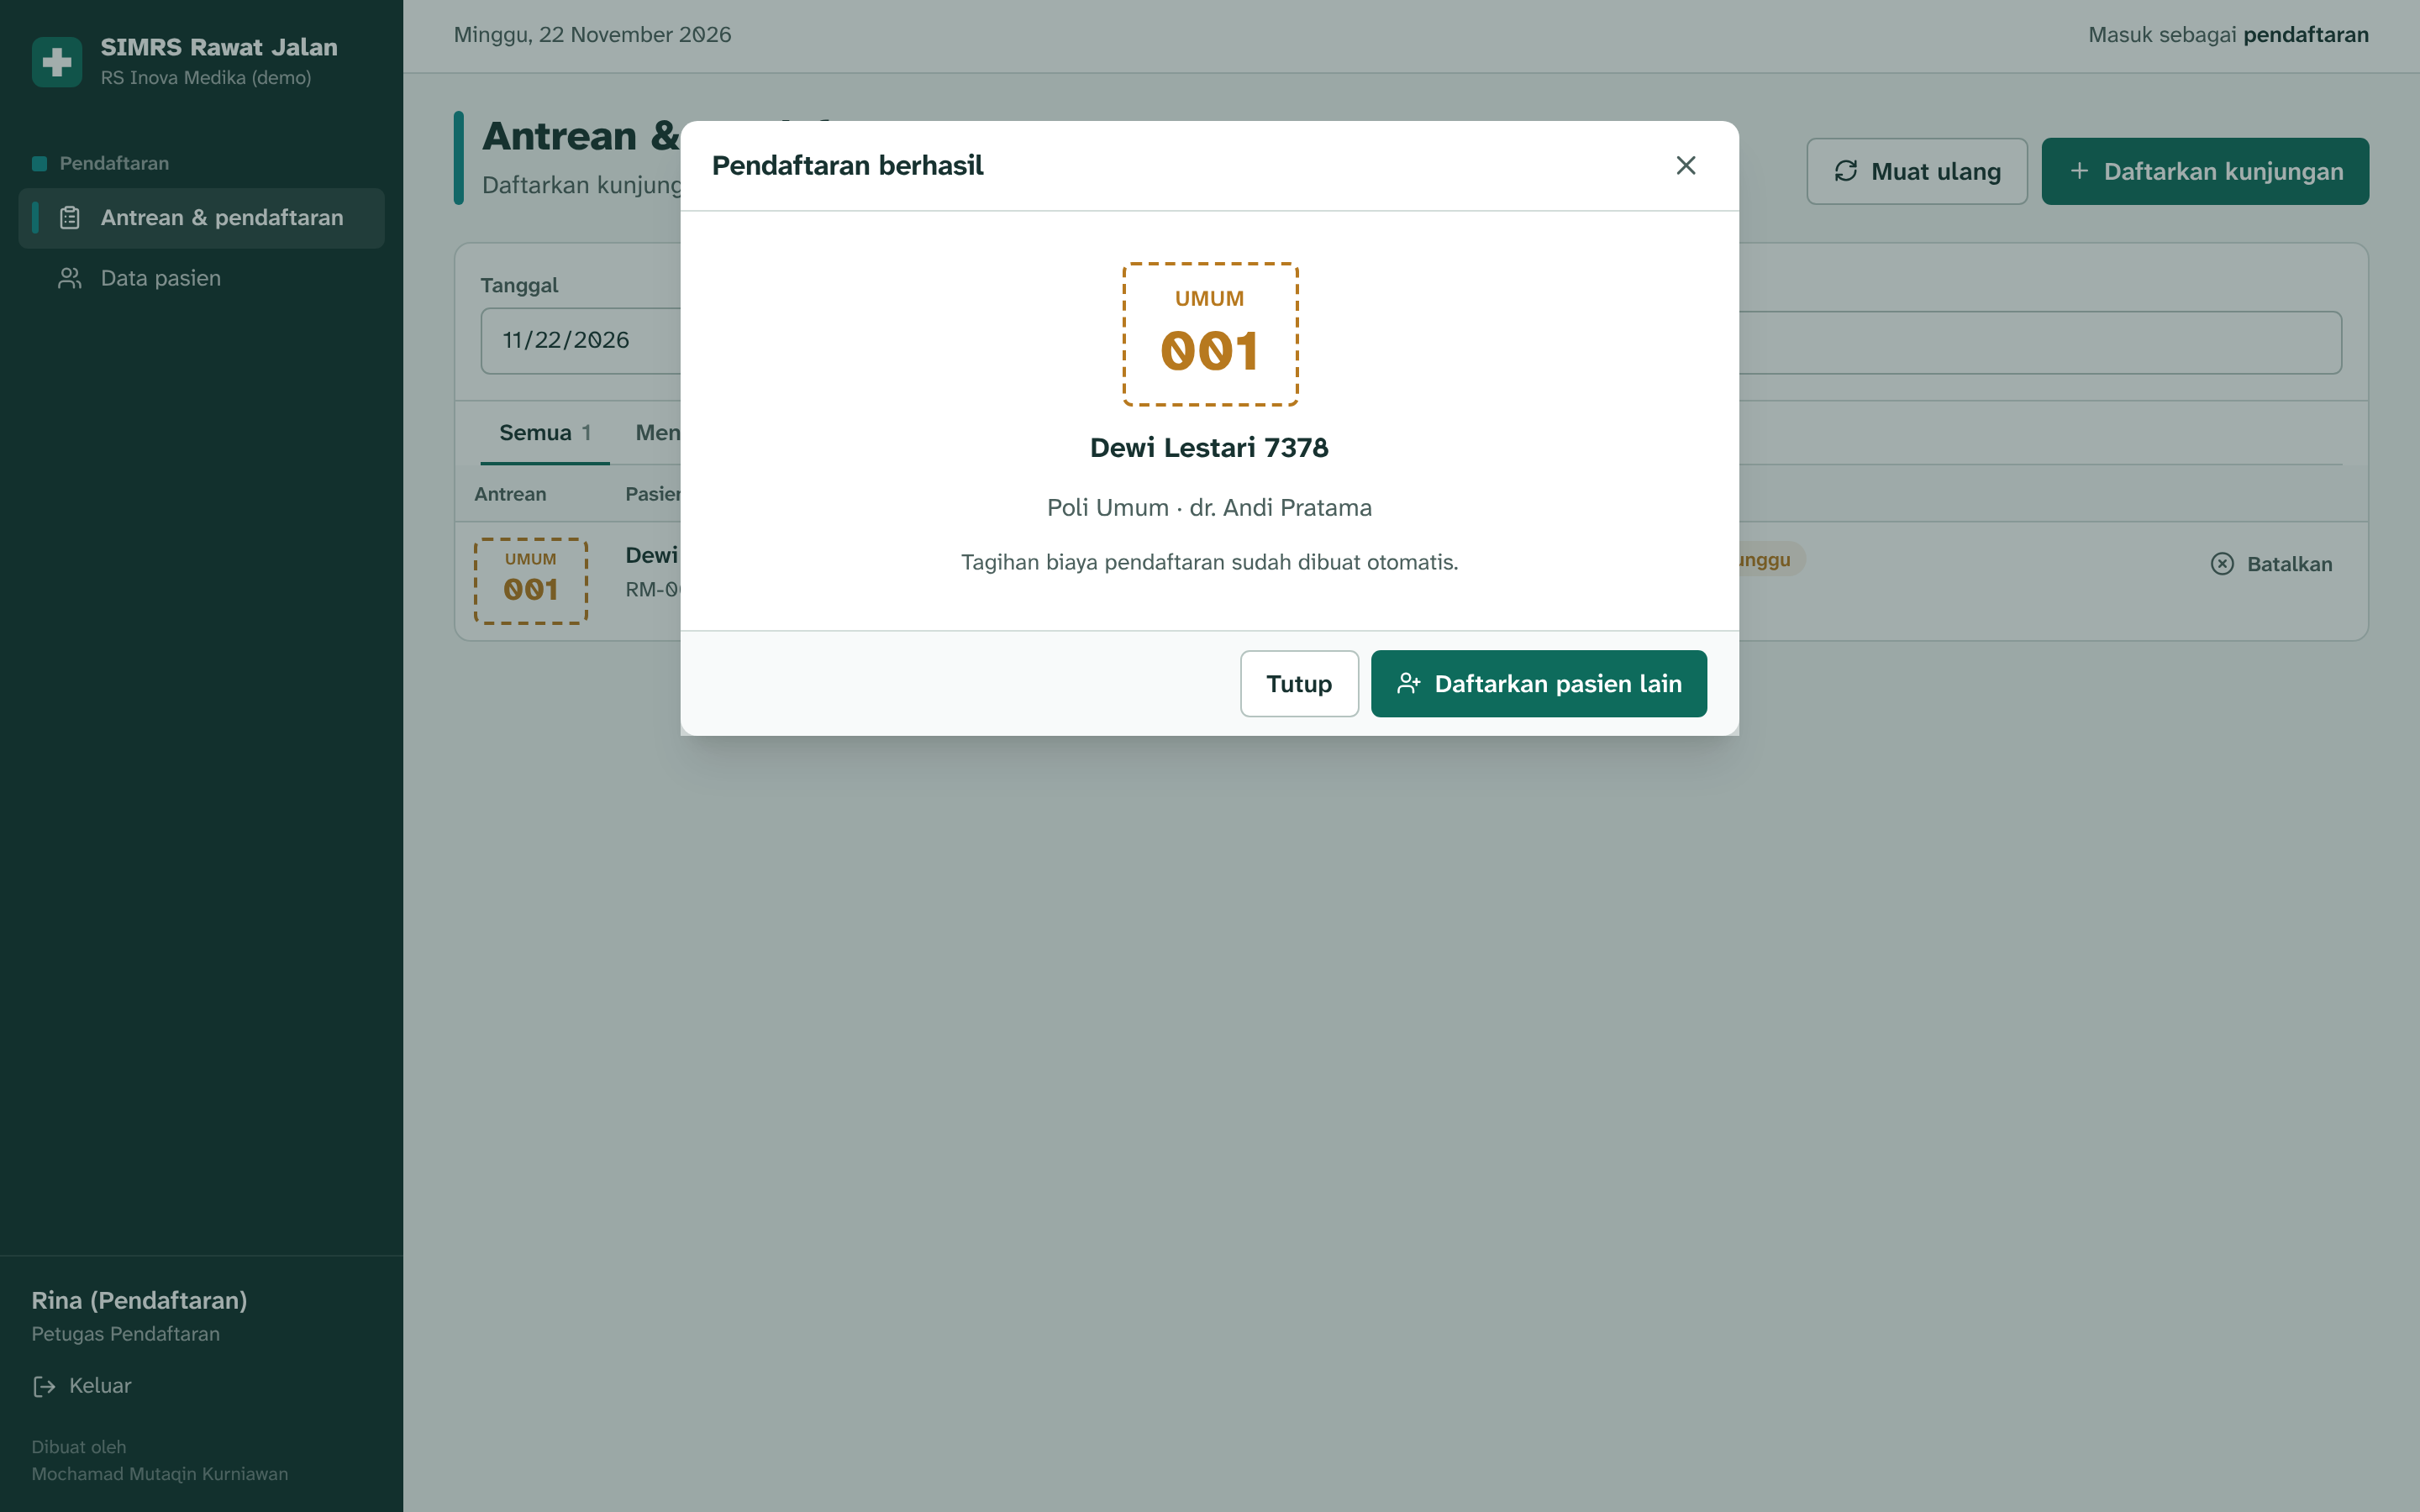 SIMRS Rawat Jalan
RS Inova Medika (demo)
Pendaftaran
Antrean & pendaftaran
Data pasien
Rina (Pendaftaran)
Petugas Pendaftaran
Keluar
Dibuat oleh
Mochamad Mutaqin Kurniawan
Minggu, 22 November 2026
Masuk sebagai pendaftaran
Antrean &
Daftarkan
Muat ulang
Daftarkan kunjungan
Tanggal
11/22/2026
Semua 1
Antrean
UMUM
001
Dewi
Batalkan
Pendaftaran berhasil
UMUM
001
Dewi Lestari 7378
Poli Umum · dr. Andi Pratama
Tagihan biaya pendaftaran sudah dibuat otomatis.
Tutup
Daftarkan pasien lain